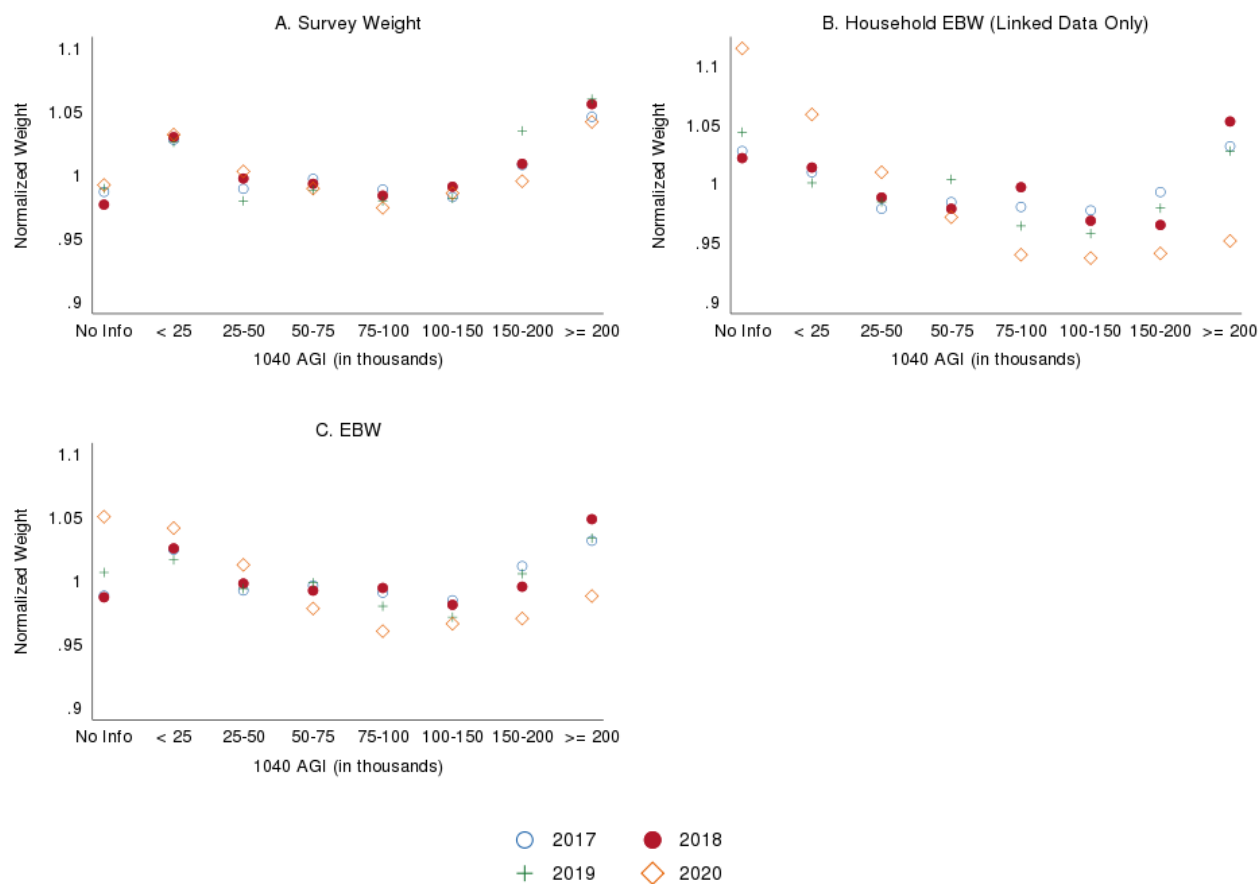 A. Survey Weight
1.1
1.05
1
.95
.9
Normalized Weight
No Info < 25 25-50 50-75 75-100 100-150 150-200 >= 200
1040 AGI (in thousands)
B. Household EBW (Linked Data Only)
1.1
1.05
1
.95
.9
Normalized Weight
No Info < 25 25-50 50-75 75-100 100-150 150-200 >= 200
1040 AGI (in thousands)
C. EBW
1.1
1.05
1
.95
.9
Normalized Weight
No Info < 25 25-50 50-75 75-100 100-150 150-200 >= 200
1040 AGI (in thousands)
2017 2018
2019 2020